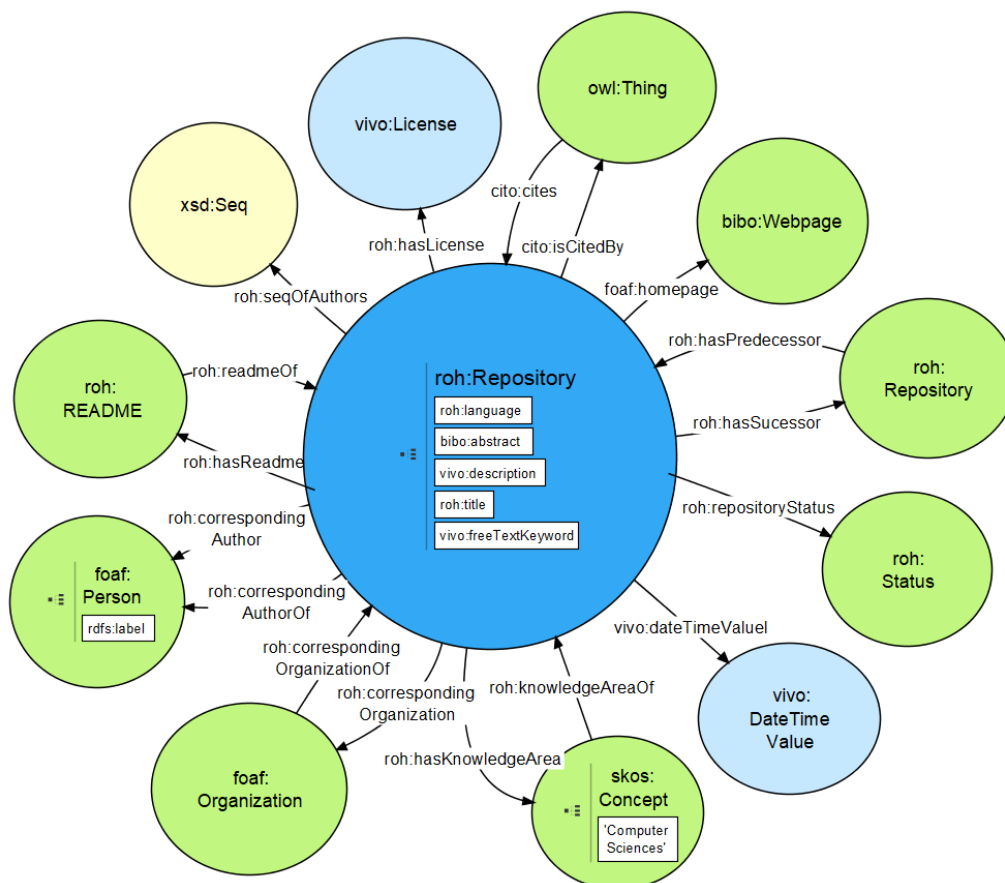 owl:Thing
vivo:License
cito:cites
xsd:Seq
bibo:Webpage
roh:hasLicense
cito:isCitedBy
roh:seqOfAuthors
foaf:homepage
roh:hasPredecessor
roh:readmeOf
roh:
README
roh:Repository
roh:language
bibo:abstract
vivo:description
roh:title
vivo:freeTextKeyword
roh:
Repository
roh:hasSucessor
roh:hasReadme
roh:repositoryStatus
roh:corresponding
Author
roh:
Status
foaf:
Person
rdfs:label
roh:corresponding
AuthorOf
vivo:dateTimeValuel
roh:corresponding
OrganizationOf
roh:corresponding
Organization
roh:knowledgeAreaOf
vivo:
DateTime
Value
roh:hasKnowledgeArea
foaf:
Organization
skos:
Concept
'Computer
Sciences'